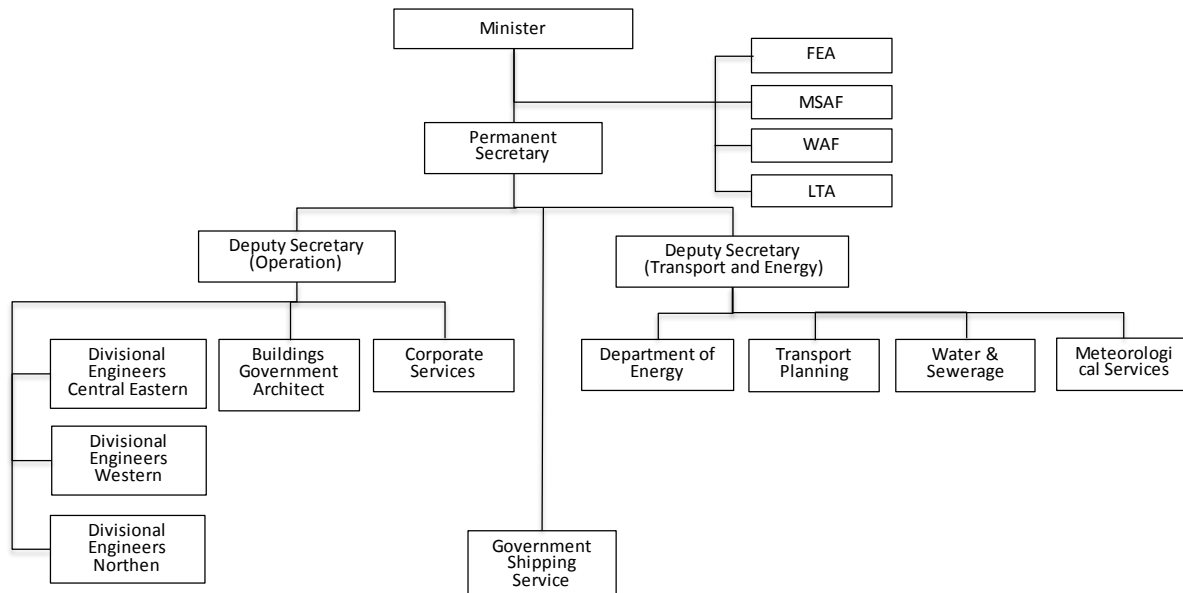 Minister
FEA
MSAF
WAF
LTA
Permanent
Secretary
Deputy Secretary
(Operation)
Deputy Secretary
(Transport and Energy)
Divisional
Engineers
Central Eastern
Buildings
Government
Architect
Corporate
Services
Department of
Energy
Transport
Planning
Water &
Sewerage
Meteorologi
cal Services
Divisional
Engineers
Western
Divisional
Engineers
Northen
Government
Shipping
Service